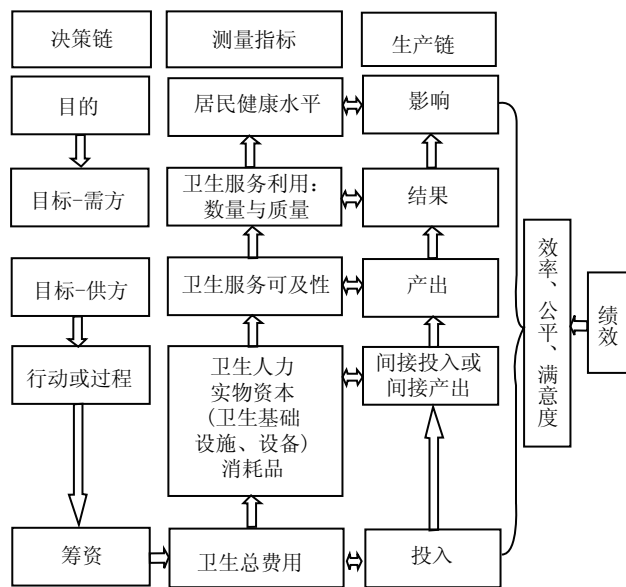 决策链
测量指标
生产链
目的
居民健康水平
影响
目标-需方
卫生服务利用：
数量与质量
结果
目标-供方
卫生服务可及性
产出
行动或过程
卫生人力
实物资本
(卫生基础
设施、设备)
消耗品
间接投入或
间接产出
筹资
卫生总费用
投入
效率、公平、满意度
绩效